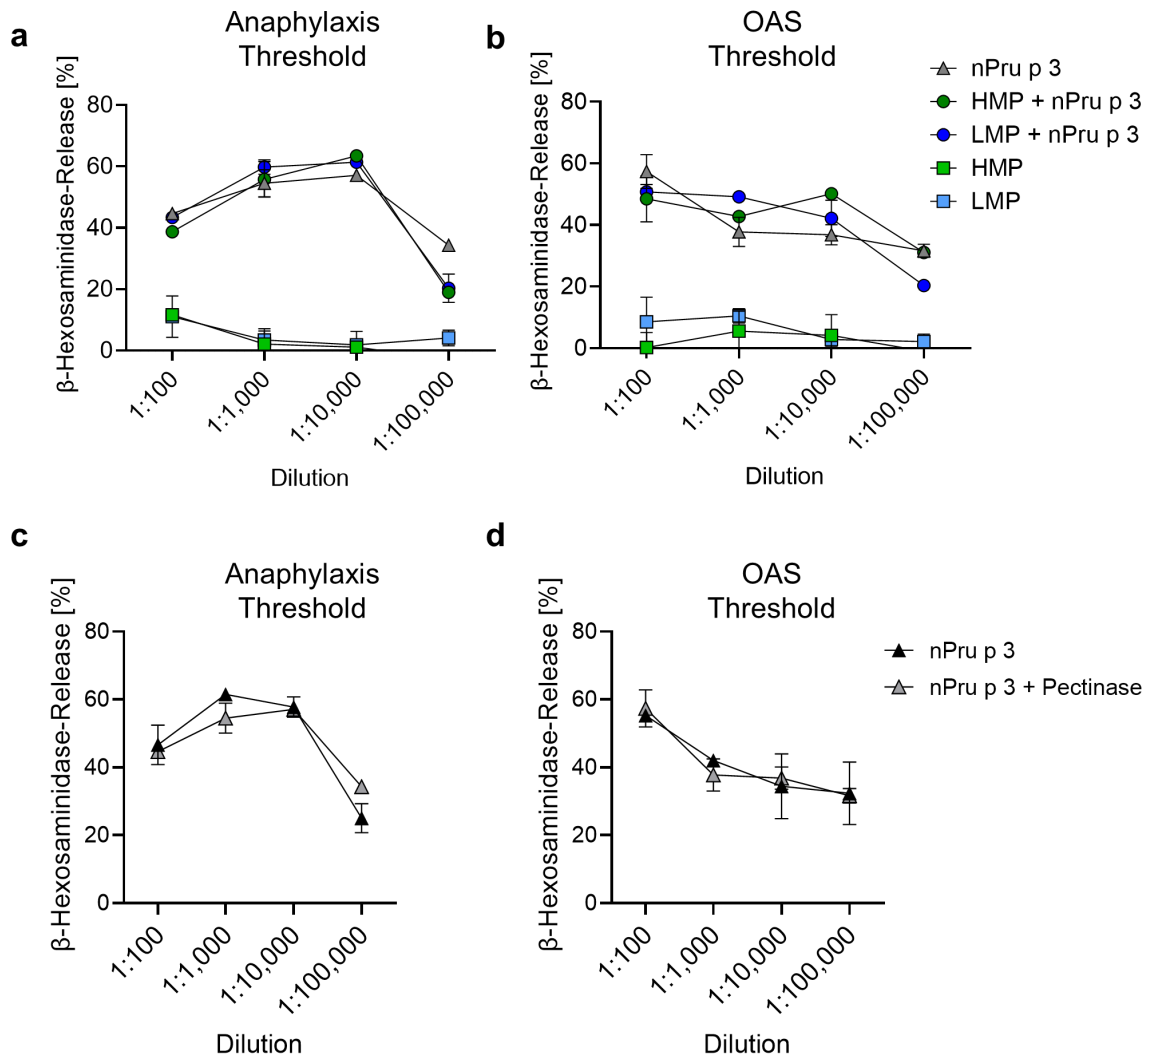 a
Anaphylaxis
Threshold
β-Hexosaminidase-Release [%]
80
60
40
20
0
1:100
1:1,000
1:10,000
1:100,000
Dilution
b
OAS
Threshold
β-Hexosaminidase-Release [%]
80
60
40
20
0
1:100
1:1,000
1:10,000
1:100,000
Dilution
nPru p 3
HMP + nPru p 3
LMP + nPru p 3
HMP
LMP
c
Anaphylaxis
Threshold
β-Hexosaminidase-Release [%]
80
60
40
20
0
1:100
1:1,000
1:10,000
1:100,000
Dilution
d
OAS
Threshold
β-Hexosaminidase-Release [%]
80
60
40
20
0
1:100
1:1,000
1:10,000
1:100,000
Dilution
nPru p 3
nPru p 3 + Pectinase